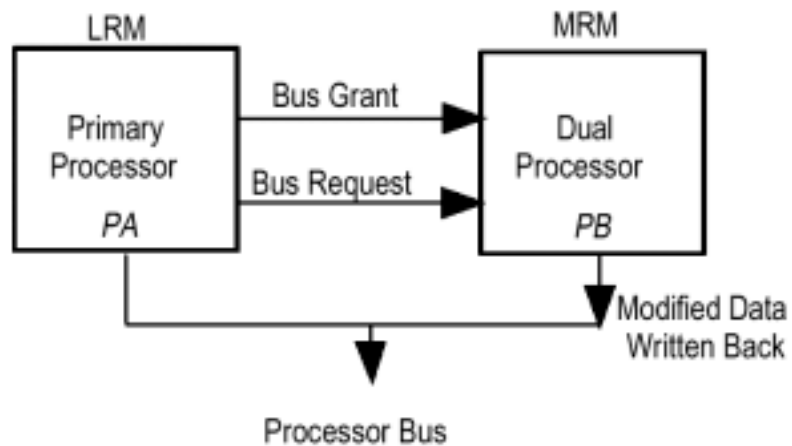 LRM
MRM
Bus Grant
Primary
Processor
PA
Bus Request
Dual
Processor
PB
Modified Data
Written Back
Processor Bus